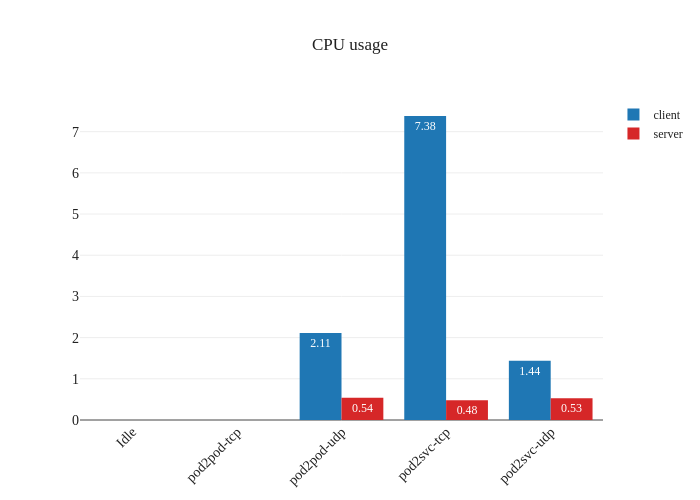 CPU usage
client
server
7
6
5
4
3
2
1
0
7.38
2.11
1.44
0.54
0.48
0.53
Idle
pod2pod-tcp
pod2pod-udp
pod2svc-tcp
pod2svc-udp